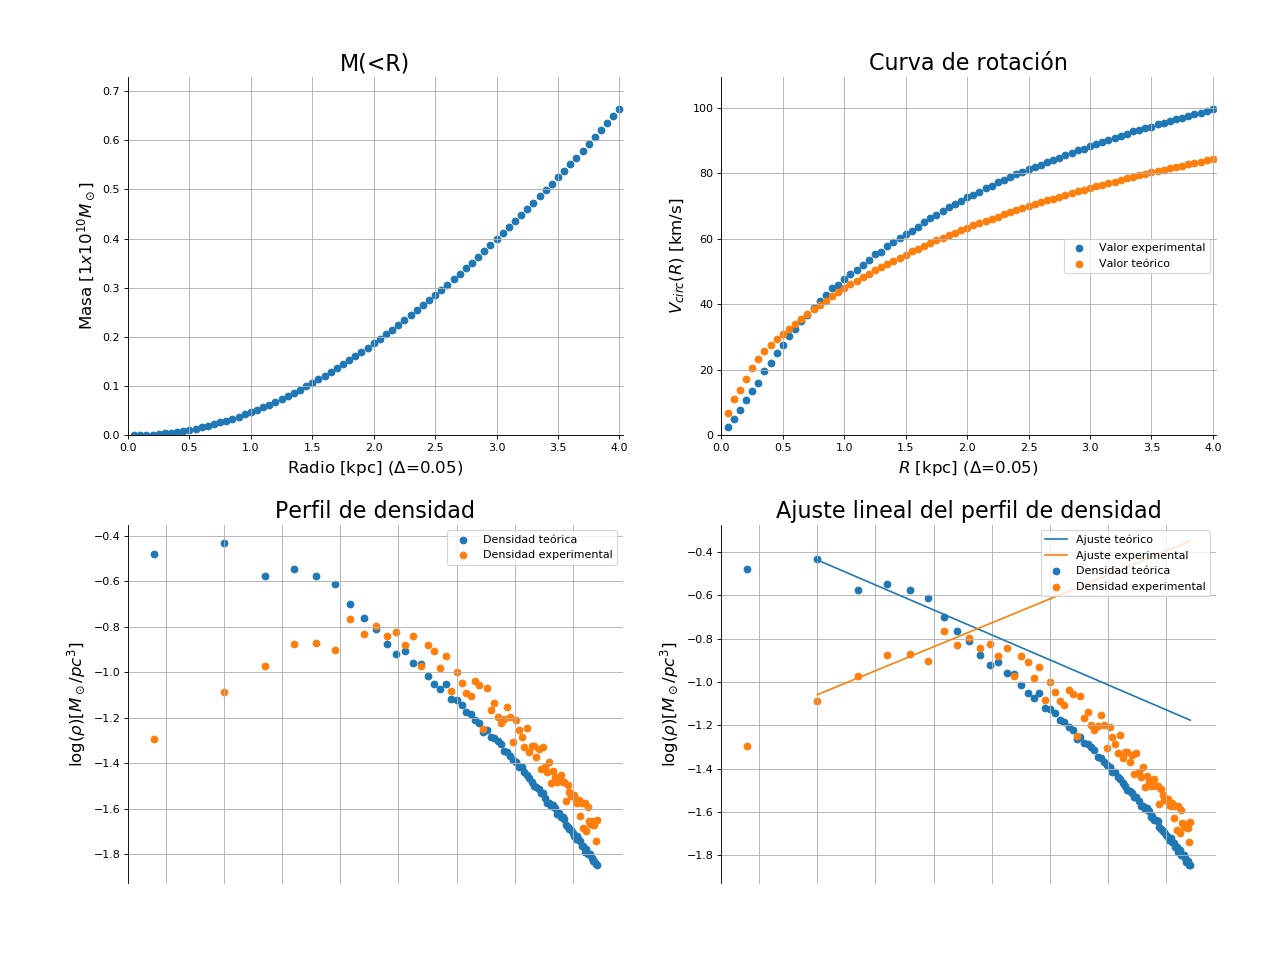 M(<R)
0.7
0.6
0.5
0.4
0.3
0.2
0.1
0.0
Masa [1x10^{10}M_⊙]
0.0 0.5 1.0 1.5 2.0 2.5 3.0 3.5 4.0
Radio [kpc] (Δ=0.05)
Curva de rotación
100
80
60
40
20
0
V_{circ}(R) [km/s]
Valor experimental
Valor teórico
0.0 0.5 1.0 1.5 2.0 2.5 3.0 3.5 4.0
R [kpc] (Δ=0.05)
Perfil de densidad
−0.4
−0.6
−0.8
−1.0
−1.2
−1.4
−1.6
−1.8
log(ρ)[M_⊙/pc^3]
Densidad teórica
Densidad experimental
Ajuste lineal del perfil de densidad
−0.4
−0.6
−0.8
−1.0
−1.2
−1.4
−1.6
−1.8
log(ρ)[M_⊙/pc^3]
Ajuste teórico
Ajuste experimental
Densidad teórica
Densidad experimental